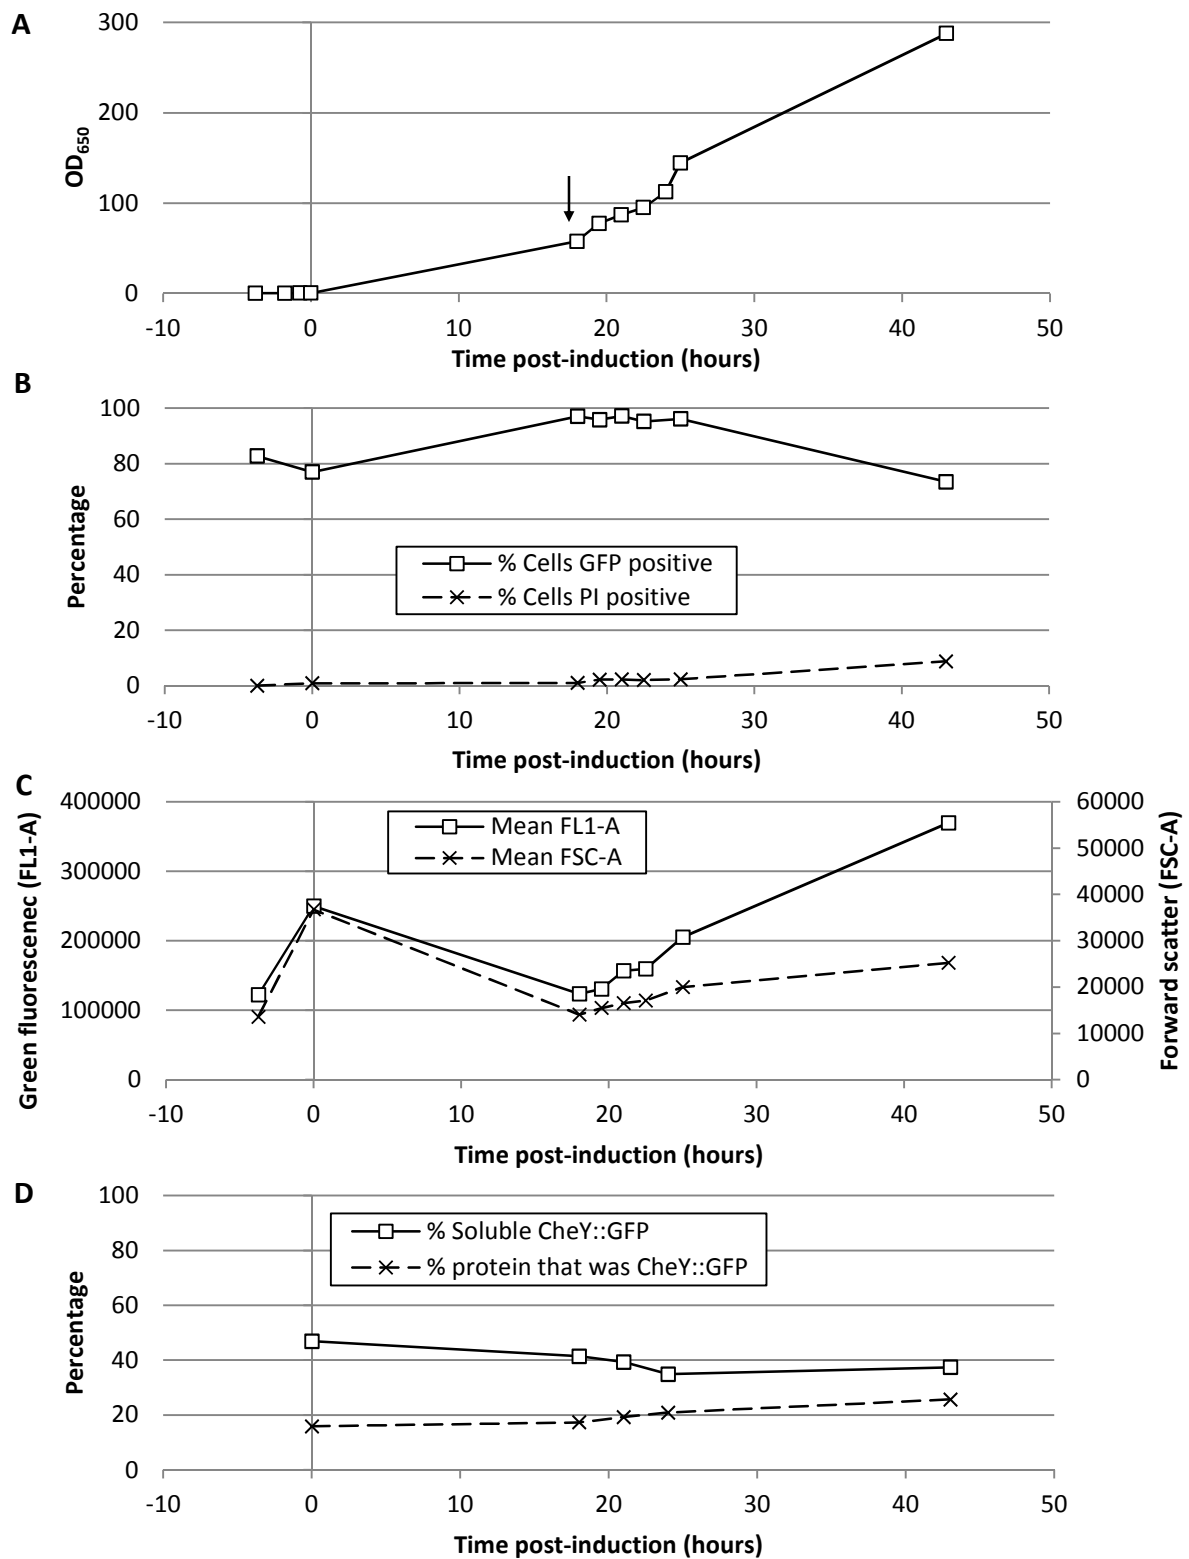 A
300
200
100
0
OD650
-10 0 10 20 30 40 50
Time post-induction (hours)
B
100
80
60
40
20
0
Percentage
% Cells GFP positive
% Cells PI positive
-10 0 10 20 30 40 50
Time post-induction (hours)
C
400000
300000
200000
100000
0
Green fluorescenec (FL1-A)
Mean FL1-A
Mean FSC-A
60000
50000
40000
30000
20000
10000
0
Forward scatter (FSC-A)
-10 0 10 20 30 40 50
Time post-induction (hours)
D
100
80
60
40
20
0
Percentage
% Soluble CheY::GFP
% protein that was CheY::GFP
-10 0 10 20 30 40 50
Time post-induction (hours)